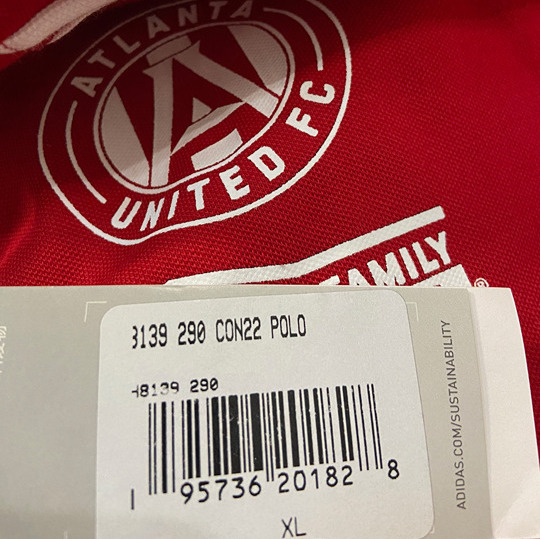 ATLANTA
UNITED FC
FAMILY
3139 290 CON22 POLO
H8139 290
1 95736 20182 8
XL
ADIDAS.COM/SUSTAINABILITY